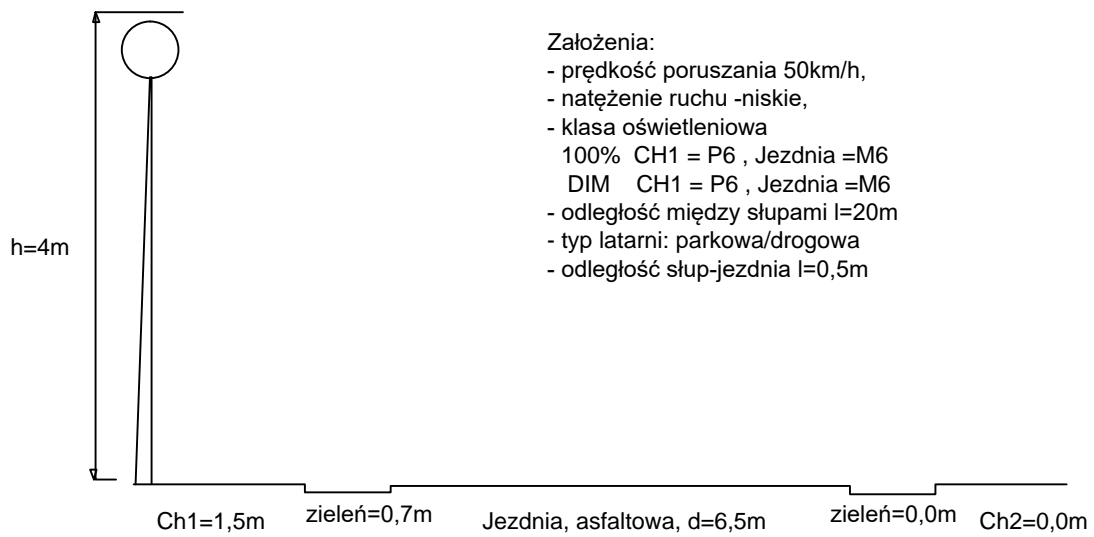 Założenia:
- prędkość poruszania 50km/h,
- natężenie ruchu -niskie,
- klasa oświetleniowa
100% CH1 = P6 , Jezdnia =M6
DIM CH1 = P6 , Jezdnia =M6
- odległość między słupami l=20m
- typ latarni: parkowa/drogowa
- odległość słup-jezdnia l=0,5m
h=4m
Ch1=1,5m
zieleń=0,7m
Jezdnia, asfaltowa, d=6,5m
zieleń=0,0m
Ch2=0,0m